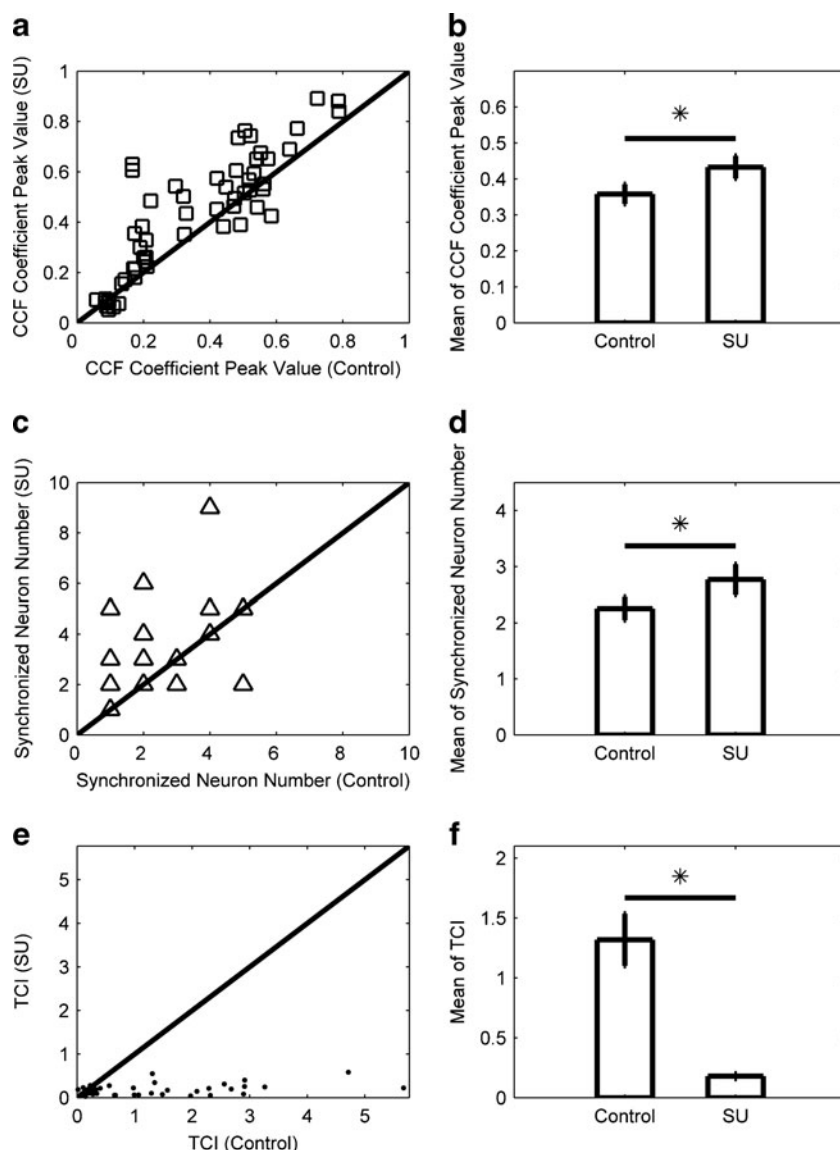 a
CCF Coefficient Peak Value (SU)
1
0.8
0.6
0.4
0.2
0
0.2 0.4 0.6 0.8 1
CCF Coefficient Peak Value (Control)
b
Mean of CCF Coefficient Peak Value
0.6
0.5
0.4
0.3
0.2
0.1
0
*
Control SU
c
Synchronized Neuron Number (SU)
10
8
6
4
2
0
0 2 4 6 8 10
Synchronized Neuron Number (Control)
d
Mean of Synchronized Neuron Number
4
3
2
1
0
*
Control SU
e
TCI (SU)
5
4
3
2
1
0
0 1 2 3 4 5
TCI (Control)
f
Mean of TCI
2
1.5
1
0.5
0
*
Control SU